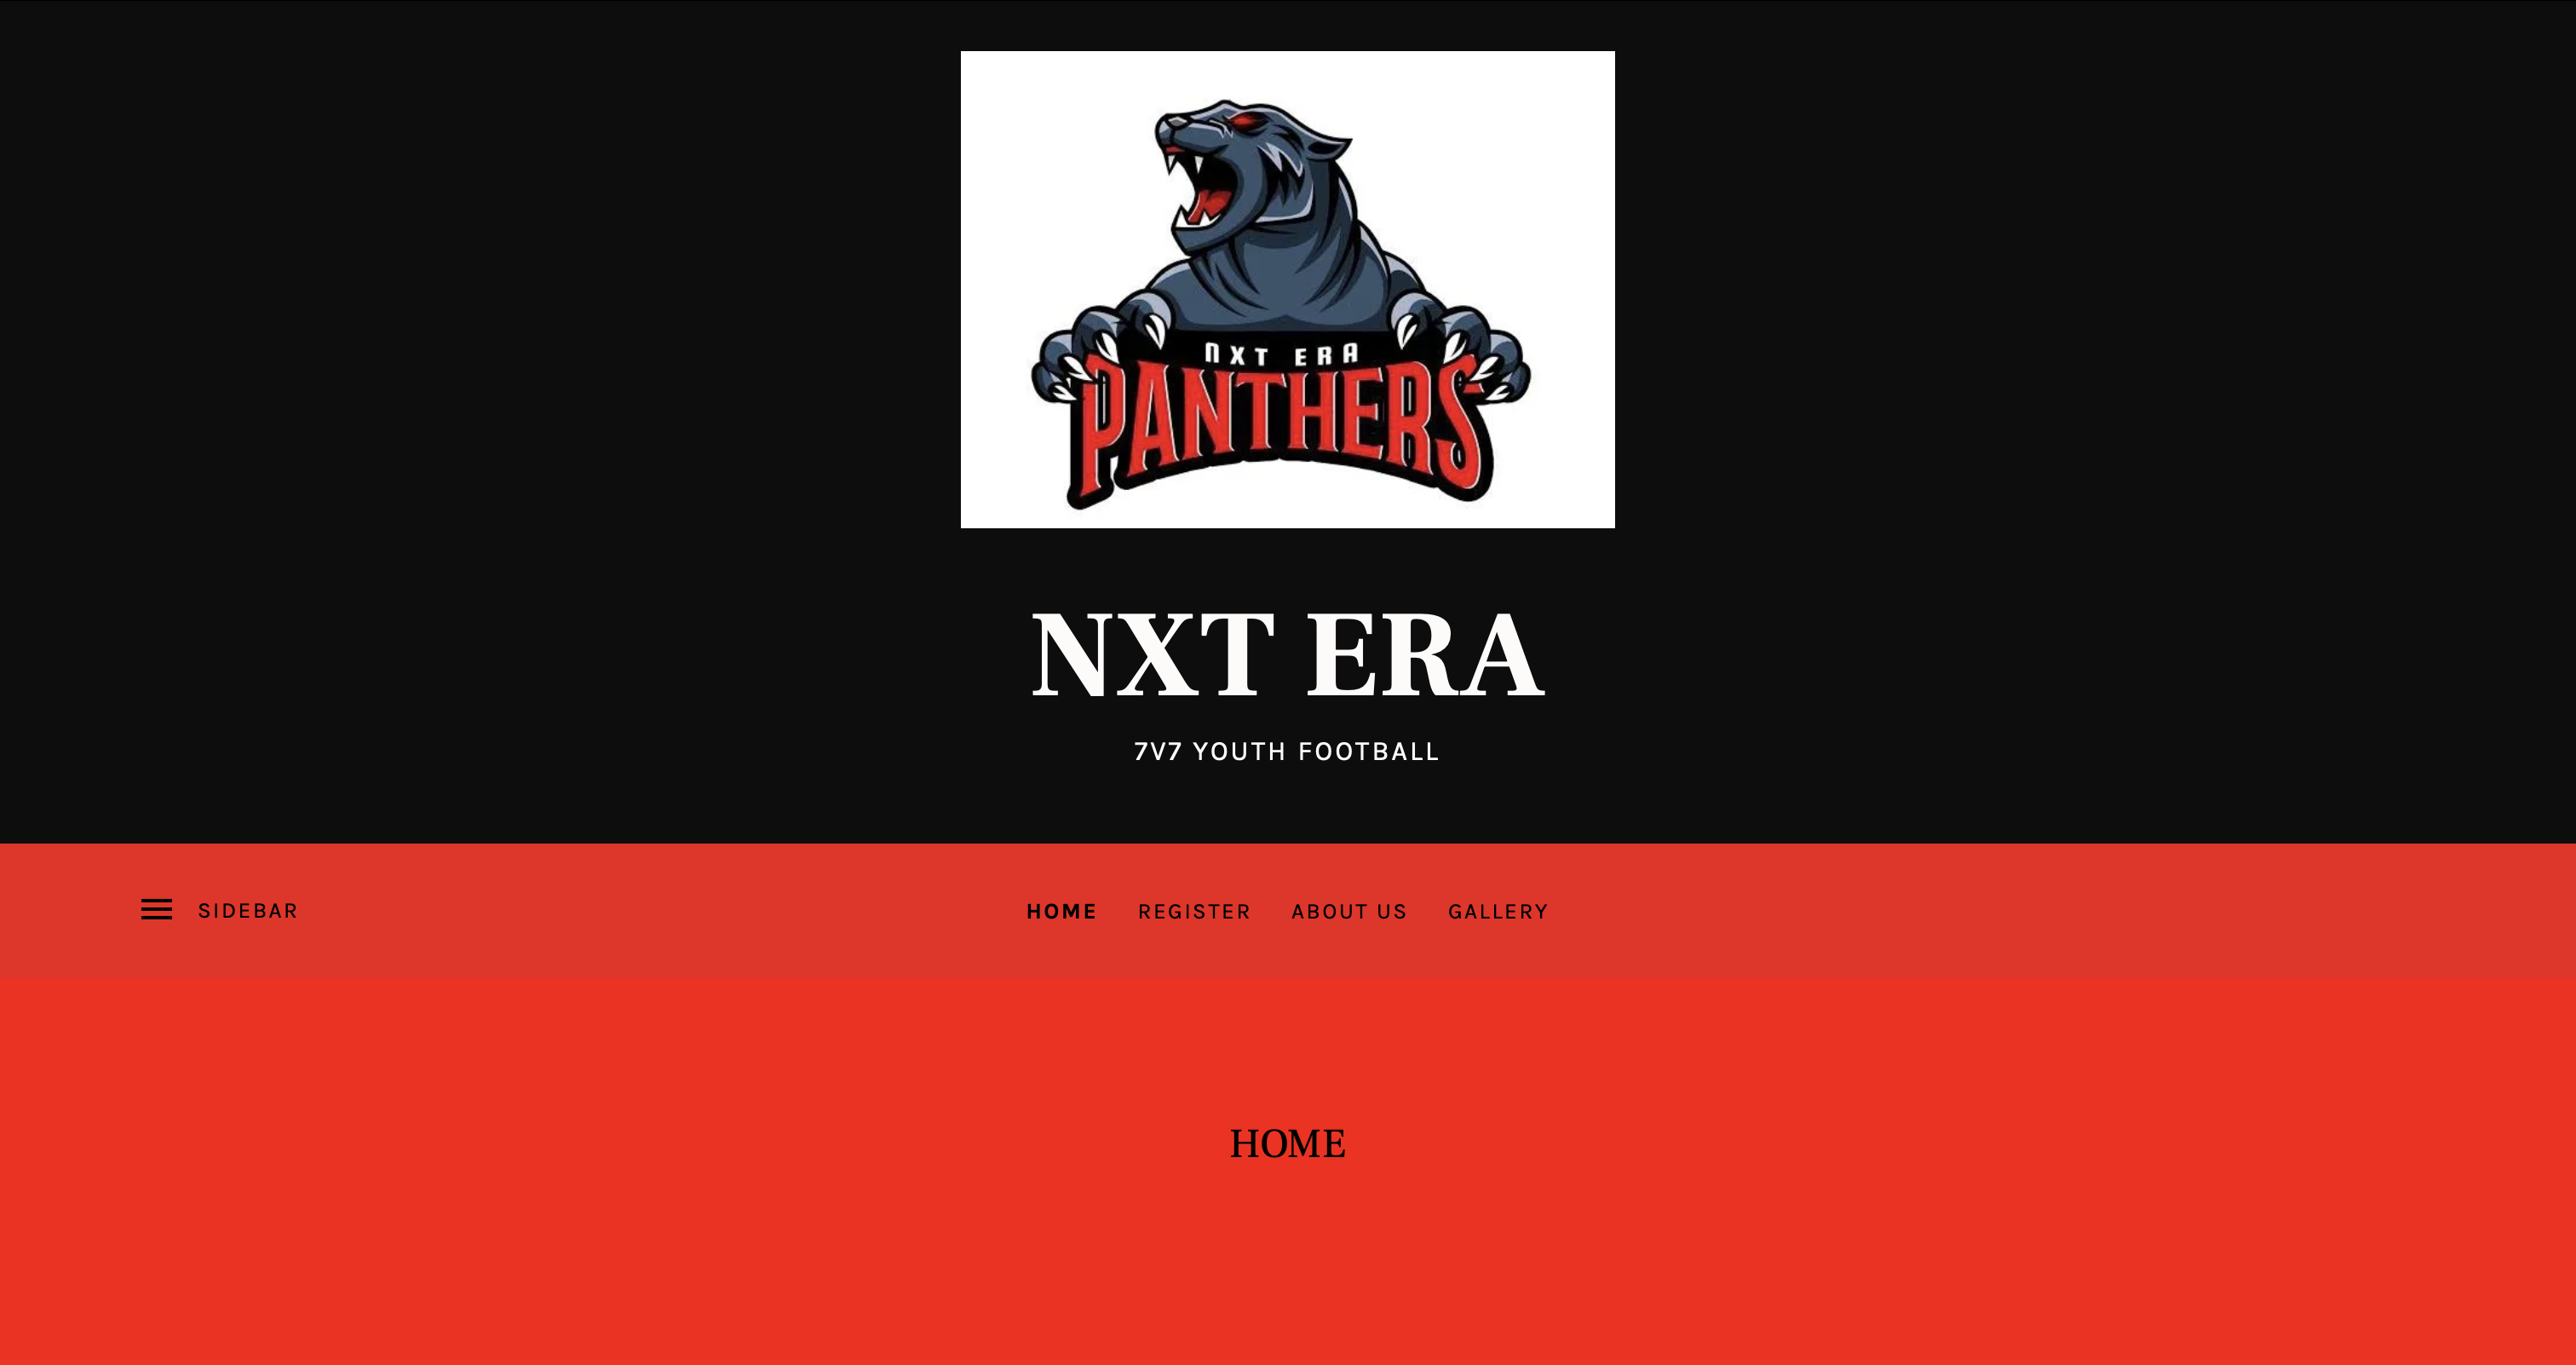 NXT ERA
PANTHERS
NXT ERA
7V7 YOUTH FOOTBALL
SIDEBAR
HOME REGISTER ABOUT US GALLERY
HOME